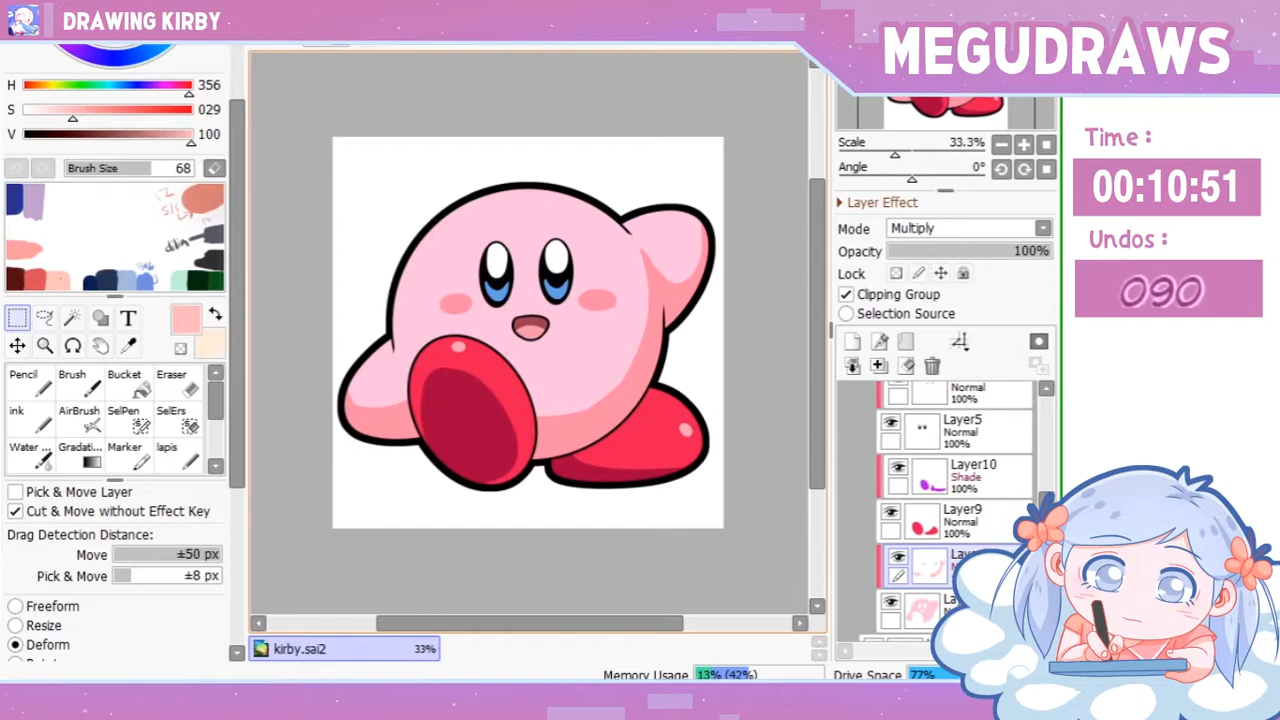 DRAWING KIRBY
MEGUDRAWS
H 356
S 029
V 100
Brush Size 68
T
Pencil Brush Bucket Eraser
ink AirBrush SelPen SelErs
Water ... Gradati... Marker lapis
Pick & Move Layer
Cut & Move without Effect Key
Drag Detection Distance:
Move ±50 px
Pick & Move ±8 px
Freeform
Resize
Deform
kirby.sai2 33%
Memory Usage 13% (42%)
Drive Space 77%
Scale 33.3%
Angle 0°
Layer Effect
Mode Multiply
Opacity 100%
Lock
Clipping Group
Selection Source
Normal
100%
Layer5
Normal
100%
Layer10
Shade
100%
Layer9
Normal
100%
Time :
00:10:51
Undos :
090